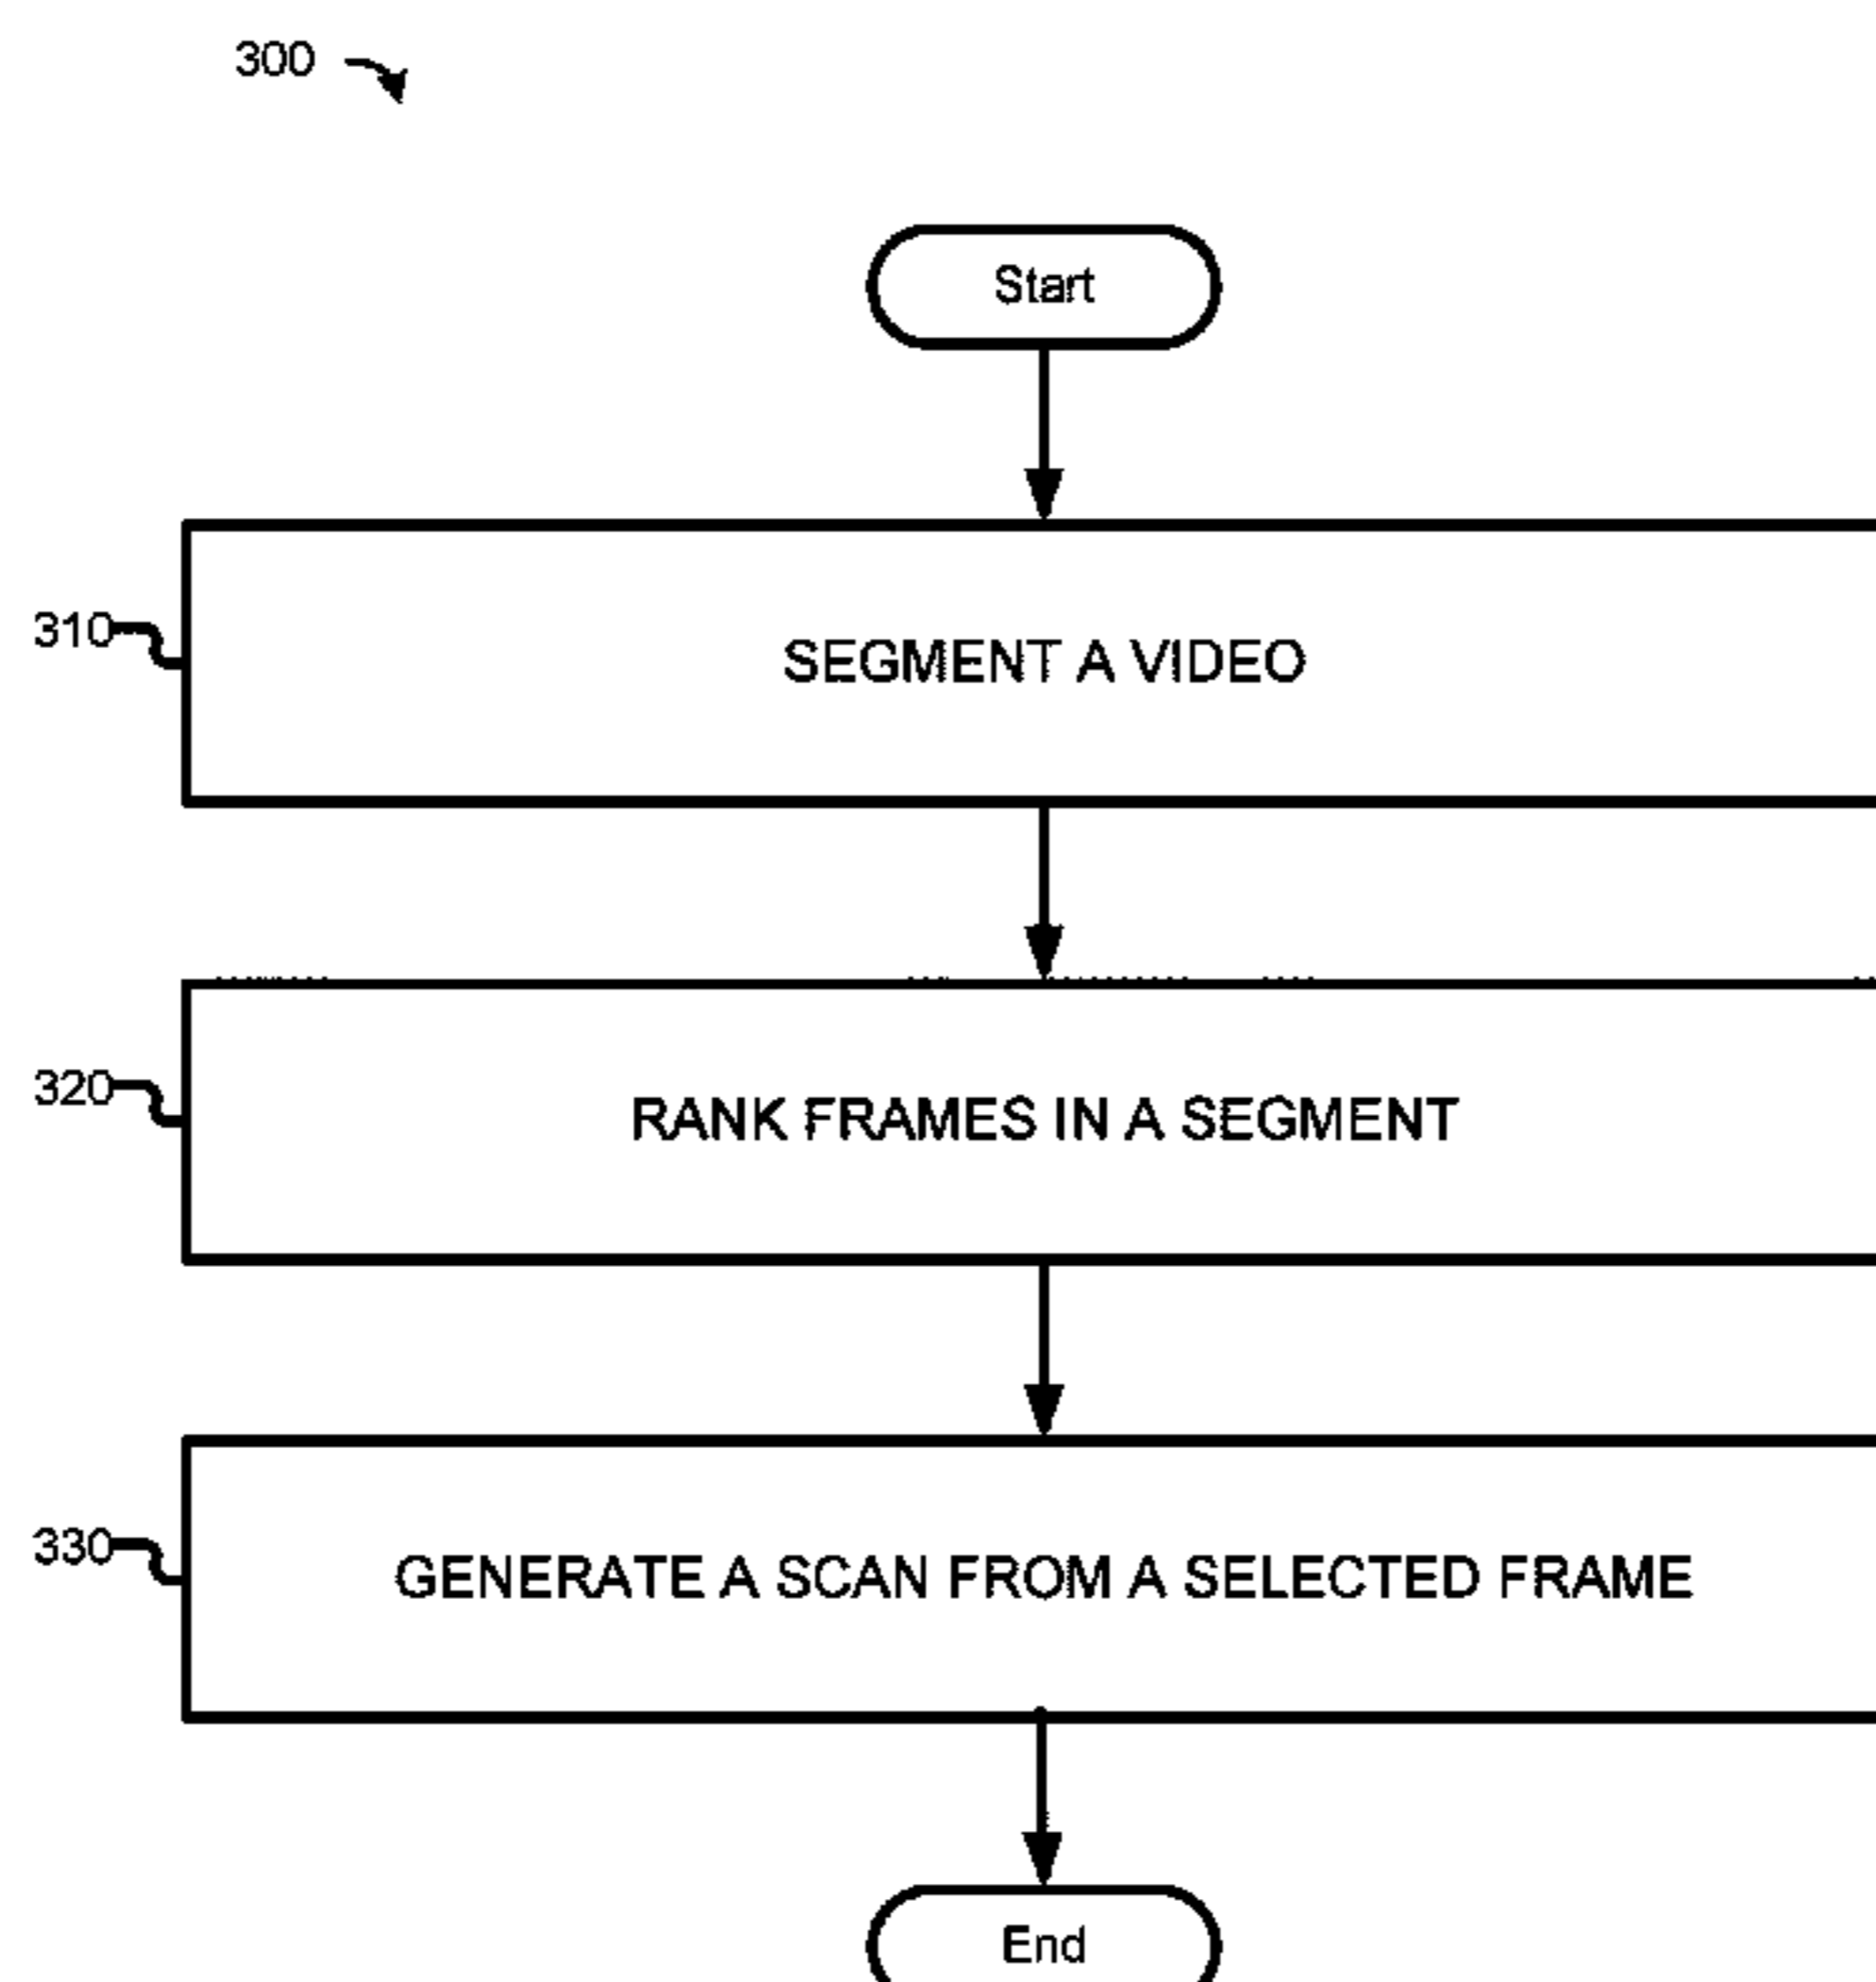 300
Start
310
SEGMENT A VIDEO
320
RANK FRAMES IN A SEGMENT
330
GENERATE A SCAN FROM A SELECTED FRAME
End